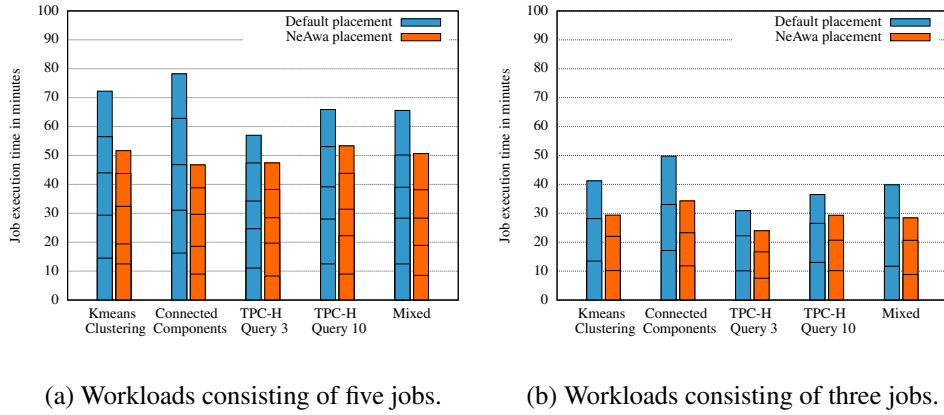 Job execution time in minutes
100
90
80
70
60
50
40
30
20
10
0
Default placement
NeAwa placement
Kmeans
Clustering
Connected
Components
TPC-H
Query 3
TPC-H
Query 10
Mixed
(a) Workloads consisting of five jobs.
Job execution time in minutes
100
90
80
70
60
50
40
30
20
10
0
Default placement
NeAwa placement
Kmeans
Clustering
Connected
Components
TPC-H
Query 3
TPC-H
Query 10
Mixed
(b) Workloads consisting of three jobs.